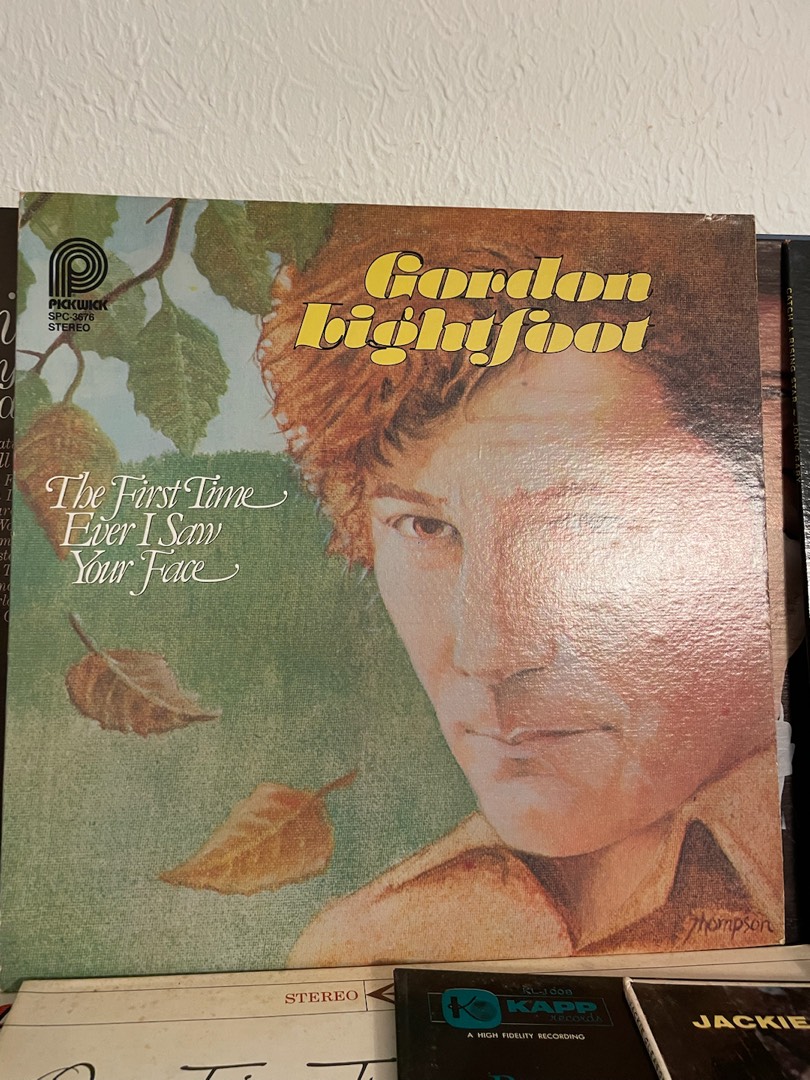 PICKWICK
SPC-3676
STEREO
Gordon
Lightfoot
The First Time
Ever I Saw
Your Face
Thompson
STEREO
KAPP
records
A HIGH FIDELITY RECORDING
JACKIE